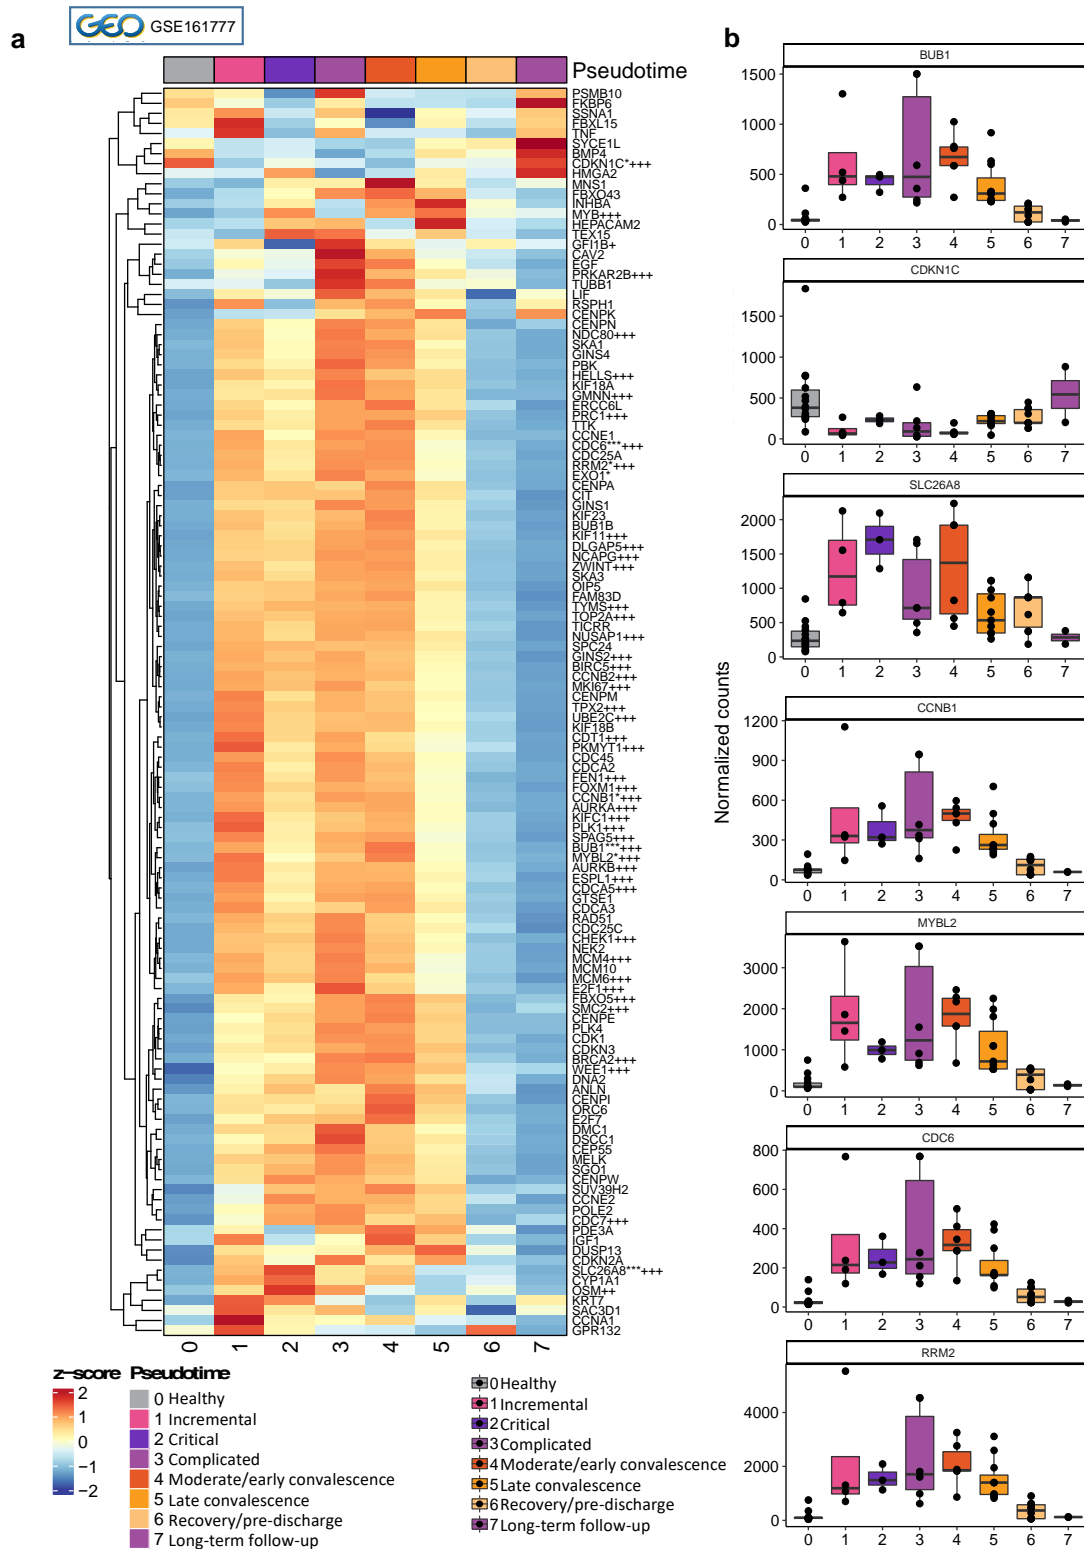 a
GEO GSE161777
b
Pseudotime
PSMB10
FKBP6
SSNA1
FBXL15
TNF
SYCE1L
BMP4
CDKN1C*+++
HMGA2
MNS1
FBXO43
INHBA
MYB+++
HEPACAM2
TEX15
GFI1B+
CAV2
EGF
PRKAR2B+++
TUBB1
LIF
RSPH1
CENPK
CENPN
NDC80+++
SKA1
GINS4
PBK
HELLS+++
KIF18A
GMNN+++
ERCC6L
PRC1+++
TTK
CCNE1
CDC6***+++
CDC25A
RRM2*+++
EXO1*
CENPA
CIT
GINS1
KIF23
BUB1B
KIF11+++
DLGAP5+++
NCAPG+++
ZWINT+++
SKA3
OIP5
FAM83D
TYMS+++
TOP2A+++
TICRR
NUSAP1+++
SPC24
GINS2+++
BIRC5+++
CCNB2+++
MKI67+++
CENPM
TPX2+++
UBE2C+++
KIF18B
CDT1+++
PKMYT1+++
CDC45
CDCA2
FEN1+++
FOXM1+++
CCNB1*+++
AURKA+++
KIFC1+++
PLK1+++
SPAG5+++
BUB1***+++
MYBL2*+++
AURKB+++
ESPL1+++
CDCA5+++
GTSE1
CDCA3
RAD51
CDC25C
CHEK1+++
NEK2
MCM4+++
MCM10
MCM6+++
E2F1+++
FBXO5+++
SMC2+++
CENPE
PLK4
CDK1
CDKN3
BRCA2+++
WEE1+++
DNA2
ANLN
CENPI
ORC6
E2F7
DMC1
DSCC1
CEP55
MELK
SGO1
CENPW
SUV39H2
CCNE2
POLE2
CDC7+++
PDE3A
IGF1
DUSP13
CDKN2A
SLC26A8***+++
CYP1A1
OSM++
KRT7
SAC3D1
CCNA1
GPR132
0 1 2 3 4 5 6 7
z-score
2
1
0
−1
−2
Pseudotime
0 Healthy
1 Incremental
2 Critical
3 Complicated
4 Moderate/early convalescence
5 Late convalescence
6 Recovery/pre-discharge
7 Long-term follow-up
0 Healthy
1 Incremental
2 Critical
3 Complicated
4 Moderate/early convalescence
5 Late convalescence
6 Recovery/pre-discharge
7 Long-term follow-up
Normalized counts
BUB1
1500
1000
500
0
0 1 2 3 4 5 6 7
CDKN1C
1500
1000
500
0
0 1 2 3 4 5 6 7
SLC26A8
2000
1500
1000
500
0
0 1 2 3 4 5 6 7
CCNB1
1200
900
600
300
0
0 1 2 3 4 5 6 7
MYBL2
3000
2000
1000
0
0 1 2 3 4 5 6 7
CDC6
800
600
400
200
0
0 1 2 3 4 5 6 7
RRM2
4000
2000
0
0 1 2 3 4 5 6 7